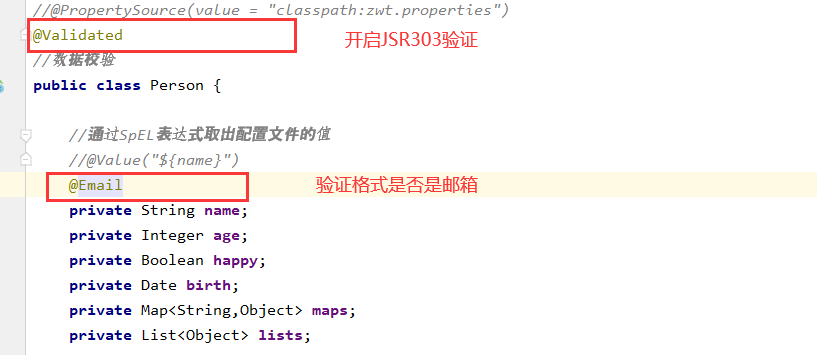 //@PropertySource(value = "classpath:zwt.properties")
@Validated 开启JSR303验证
//数据校验
public class Person {
//通过SpEL表达式取出配置文件的值
//@Value("${name}")
@Email 验证格式是否是邮箱
private String name;
private Integer age;
private Boolean happy;
private Date birth;
private Map<String,Object> maps;
private List<Object> lists;